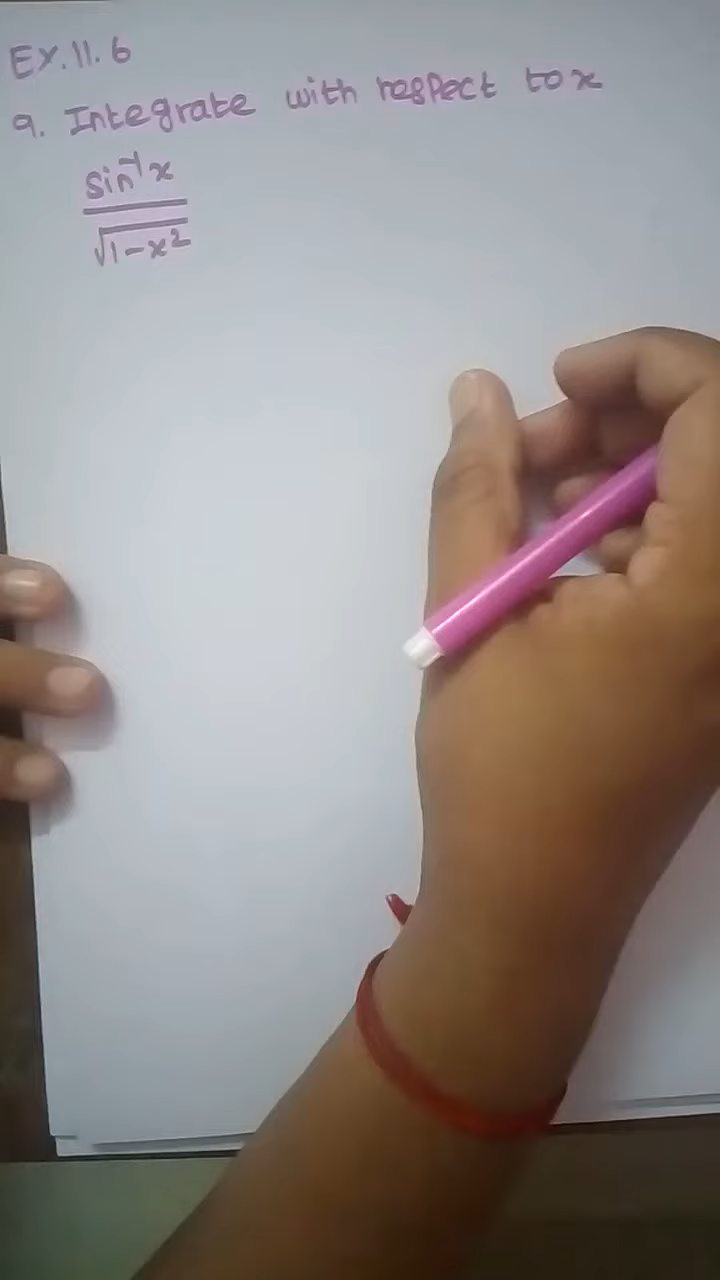 Ex.11.6
9. Integrate with respect to x
sin⁻¹x
√1-x²